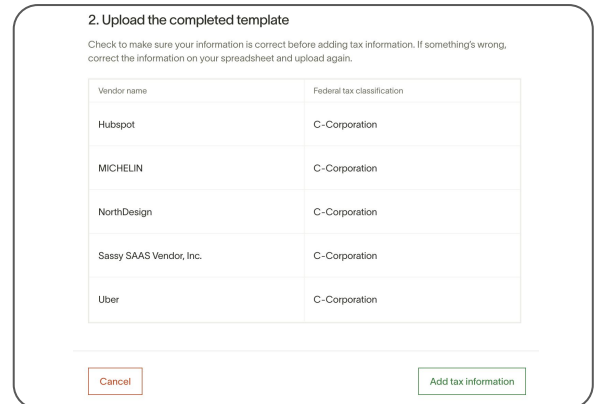 2. Upload the completed template
Check to make sure your information is correct before adding tax information. If something's wrong,
correct the information on your spreadsheet and upload again.
Vendor name Federal tax classification
Hubspot C-Corporation
MICHELIN C-Corporation
NorthDesign C-Corporation
Sassy SAAS Vendor, Inc. C-Corporation
Uber C-Corporation
Cancel Add tax information